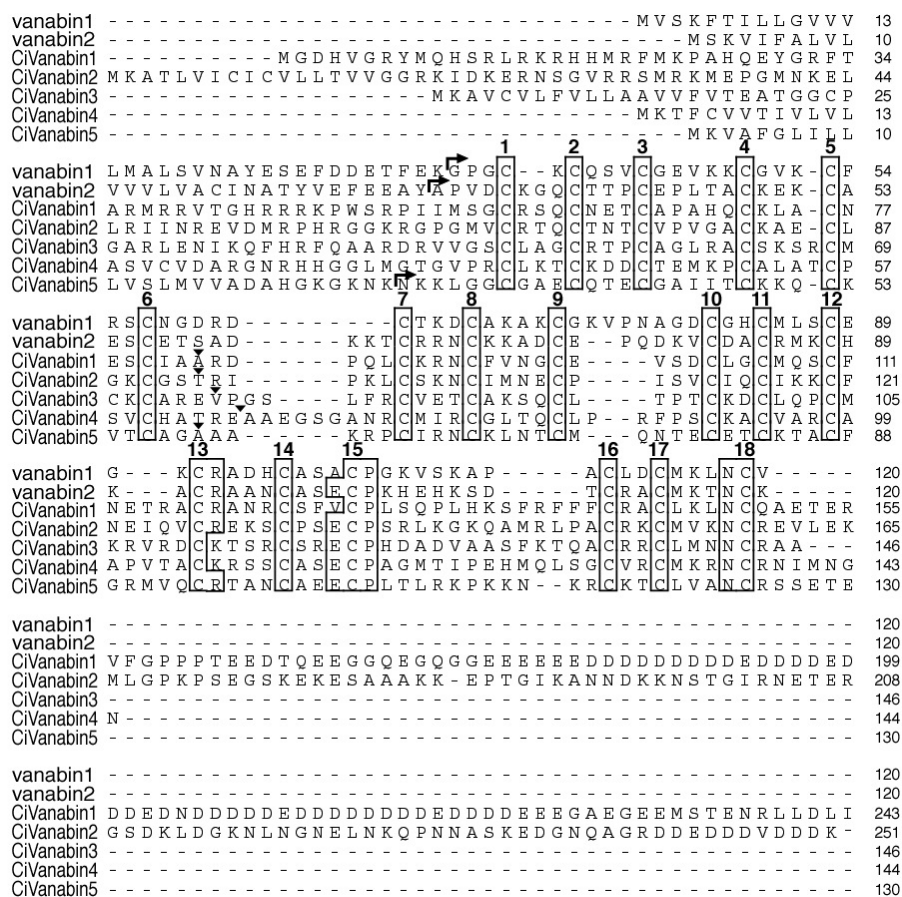 vanabin1 - - - - - - - - - - - - - - - - - - - - - - - - - - - - - - - M V S K F T I L L G V V V 13
vanabin2 - - - - - - - - - - - - - - - - - - - - - - - - - - - - - - - - - - M S K V I F A L V L 10
CiVanabin1 - - - - - - - - - - M G D H V G R Y M Q H S R L R K R H H M R F M K P A H Q E Y G R F T 34
CiVanabin2 M K A T L V I C I C V L L T V V G G R K I D K E R N S G V R R S M R K M E P G M N K E L 44
CiVanabin3 - - - - - - - - - - - - - - - - - - - M K A V C V L F V L L A A V V F V T E A T G G C P 25
CiVanabin4 - - - - - - - - - - - - - - - - - - - - - - - - - - - - - - - M K T F C V V T I V L V L 13
CiVanabin5 - - - - - - - - - - - - - - - - - - - - - - - - - - - - - - - - - - M K V A F G L I L L 10
1 2 3 4 5
vanabin1 L M A L S V N A Y E S E F D D E T F E K G P G C - - K C Q S V C G E V K K C G V K - C F 54
vanabin2 V V V L V A C I N A T Y V E F E E A Y A P V D C K G Q C T T P C E P L T A C K E K - C A 53
CiVanabin1 A R M R R V T G H R R R K P W S R P I I M S G C R S Q C N E T C A P A H Q C K L A - C N 77
CiVanabin2 L R I I N R E V D M R P H R G G K R G P G M V C R T Q C T N T C V P V G A C K A E - C L 87
CiVanabin3 G A R L E N I K Q F H R F Q A A R D R V V G S C L A G C R T P C A G L R A C S K S R C M 69
CiVanabin4 A S V C V D A R G N R H H G G L M G T G V P R C L K T C K D D C T E M K P C A L A T C P 57
CiVanabin5 L V S L M V V A D A H G K G K N K N K K L G G C G A E C Q T E C G A I I T C K K Q - C K 53
6 7 8 9 10 11 12
vanabin1 R S C N G D R D - - - - - - - - - C T K D C A K A K C G K V P N A G D C G H C M L S C E 89
vanabin2 E S C E T S A D - - - - - - K K T C R R N C K K A D C E - - P Q D K V C D A C R M K C H 90
CiVanabin1 E S C I A A R D - - - - - - P Q L C K R N C F V N G C E - - - V S D C L G C M Q S C F 111
CiVanabin2 G K C G S T R I - - - - - - P K L C S K N C I M N E C P - - - I S V C I Q C I K K C F 121
CiVanabin3 C K C A R E V P G S - - - - L F R C V E T C A K S Q C L - - - T P T C K D C L Q P C M 105
CiVanabin4 S V C H A T R E A A E G S G A N R C M I R C G L T Q C L P - - R F P S C K A C V A R C A 99
CiVanabin5 V T C A G A A A - - - - - - K R P C I R N C K L N T C M - - Q N T E C E T C K T A C F 88
13 14 15 16 17 18
vanabin1 G - - - K C R A D H C A S A C P G K V S K A P - - - - - A C L D C M K L N C V - - - - - 120
vanabin2 K - - - A C R A A N C A S E C P K H E H K S D - - - - - T C R A C M K T N C K - - - - - 120
CiVanabin1 N E T R A C R A N R C S F V C P L S Q P L H K S F R F F F C R A C L K L N C Q A E T E R 155
CiVanabin2 N E I Q V C R E K S C P S E C P S R L K G K Q A M R L P A C R K C M V K N C R E V L E K 165
CiVanabin3 K R V R D C K T S R C S R E C P H D A D V A A S F K T Q A C R R C L M N N C R A A - - - 146
CiVanabin4 A P V T A C K R S S C A S E C P A G M T I P E H M Q L S G C V R C M K R N C R N I M N G 143
CiVanabin5 G R M V Q C R T A N C A E E C P L T L R K P K K N - - K R C K T C L V A N C R S S E T E 130
vanabin1 - - - - - - - - - - - - - - - - - - - - - - - - - - - - - - - - - - - - - - - - - - - - 120
vanabin2 - - - - - - - - - - - - - - - - - - - - - - - - - - - - - - - - - - - - - - - - - - - - 120
CiVanabin1 V F G P P P T E E D T Q E E G G Q E G Q G G E E E E E E D D D D D D D D D E D D D D E D 199
CiVanabin2 M L G P K P S E G S K E K E S A A A K K - E P T G I K A N N D K K N S T G I R N E T E R 208
CiVanabin3 - - - - - - - - - - - - - - - - - - - - - - - - - - - - - - - - - - - - - - - - - - - - 146
CiVanabin4 N - - - - - - - - - - - - - - - - - - - - - - - - - - - - - - - - - - - - - - - - - - - 144
CiVanabin5 - - - - - - - - - - - - - - - - - - - - - - - - - - - - - - - - - - - - - - - - - - - - 130
vanabin1 - - - - - - - - - - - - - - - - - - - - - - - - - - - - - - - - - - - - - - - - - - - - 120
vanabin2 - - - - - - - - - - - - - - - - - - - - - - - - - - - - - - - - - - - - - - - - - - - - 120
CiVanabin1 D D E D N D D D D D E D D D D D D D D E D D D D E E E G A E G E E M S T E N R L L D L I 243
CiVanabin2 G S D K L D G K N L N G N E L N K Q P N N A S K E D G N Q A G R D D E D D D V D D D K - 251
CiVanabin3 - - - - - - - - - - - - - - - - - - - - - - - - - - - - - - - - - - - - - - - - - - - - 146
CiVanabin4 - - - - - - - - - - - - - - - - - - - - - - - - - - - - - - - - - - - - - - - - - - - - 144
CiVanabin5 - - - - - - - - - - - - - - - - - - - - - - - - - - - - - - - - - - - - - - - - - - - - 130